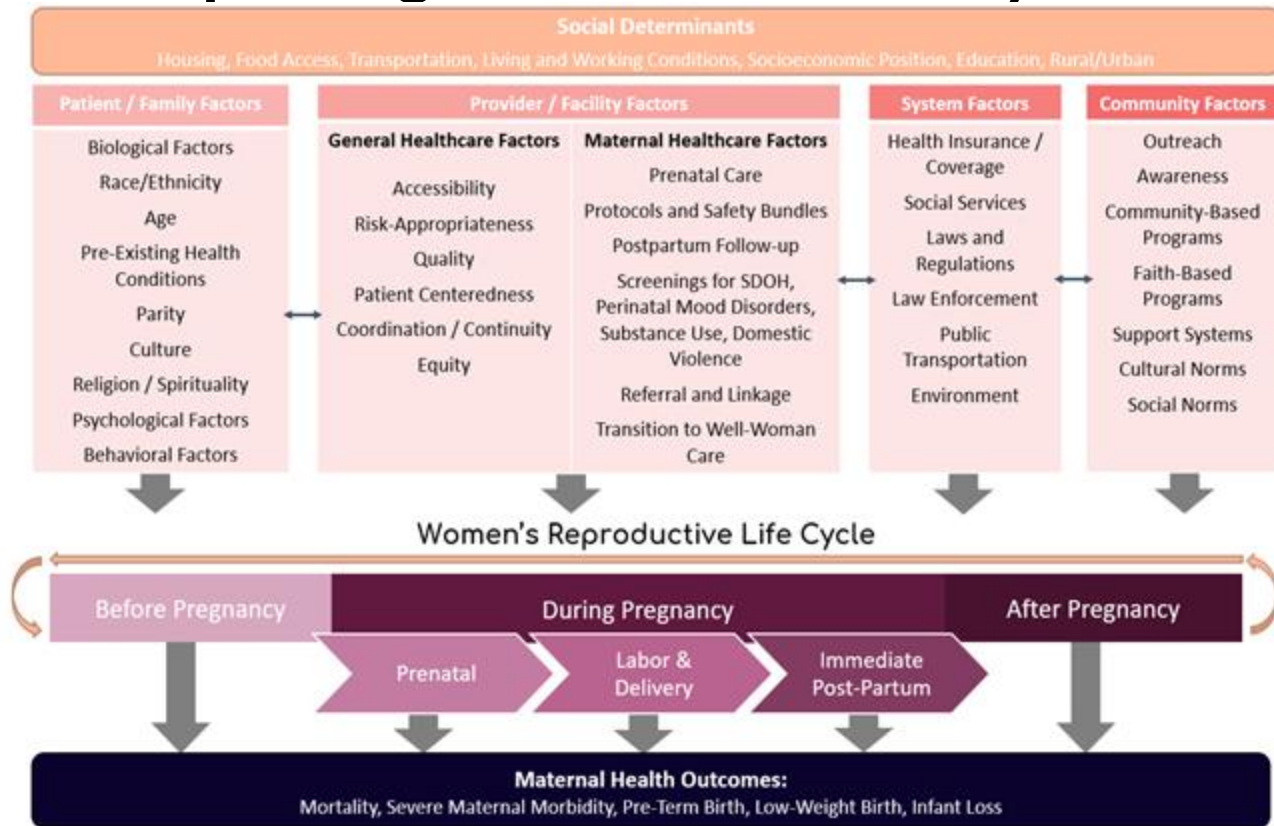 Social Determinants
Housing, Food Access, Transportation, Living and Working Conditions, Socioeconomic Position, Education, Rural/Urban
Patient / Family Factors
Biological Factors
Race/Ethnicity
Age
Pre-Existing Health
Conditions
Parity
Culture
Religion / Spirituality
Psychological Factors
Behavioral Factors
Provider / Facility Factors
General Healthcare Factors
Accessibility
Risk-Appropriateness
Quality
Patient Centeredness
Coordination / Continuity
Equity
Maternal Healthcare Factors
Prenatal Care
Protocols and Safety Bundles
Postpartum Follow-up
Screenings for SDOH,
Perinatal Mood Disorders,
Substance Use, Domestic
Violence
Referral and Linkage
Transition to Well-Woman
Care
System Factors
Health Insurance /
Coverage
Social Services
Laws and
Regulations
Law Enforcement
Public
Transportation
Environment
Community Factors
Outreach
Awareness
Community-Based
Programs
Faith-Based
Programs
Support Systems
Cultural Norms
Social Norms
Women's Reproductive Life Cycle
Before Pregnancy
During Pregnancy
After Pregnancy
Prenatal
Labor &
Delivery
Immediate
Post-Partum
Maternal Health Outcomes:
Mortality, Severe Maternal Morbidity, Pre-Term Birth, Low-Weight Birth, Infant Loss